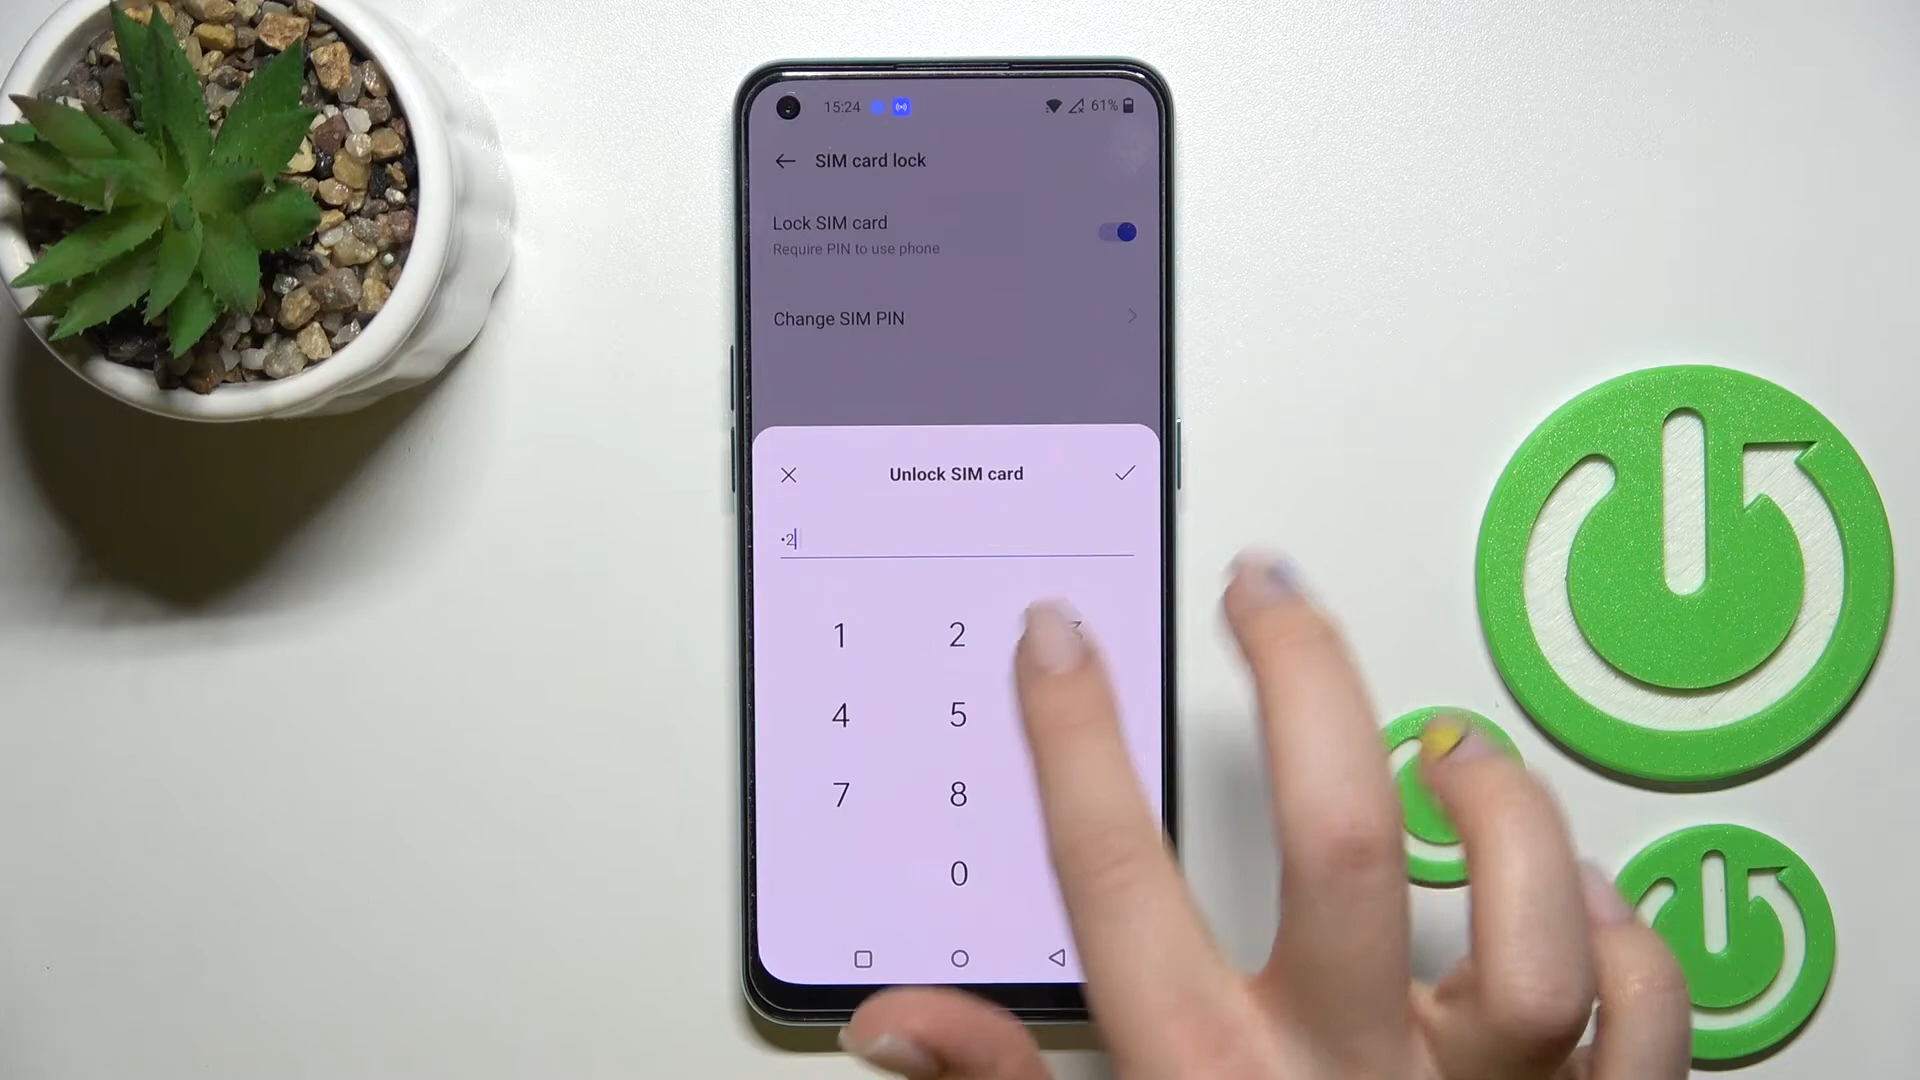 15:24 61%
SIM card lock
Lock SIM card
Require PIN to use phone
Change SIM PIN
Unlock SIM card
•2
1 2 3
4 5
7 8
0